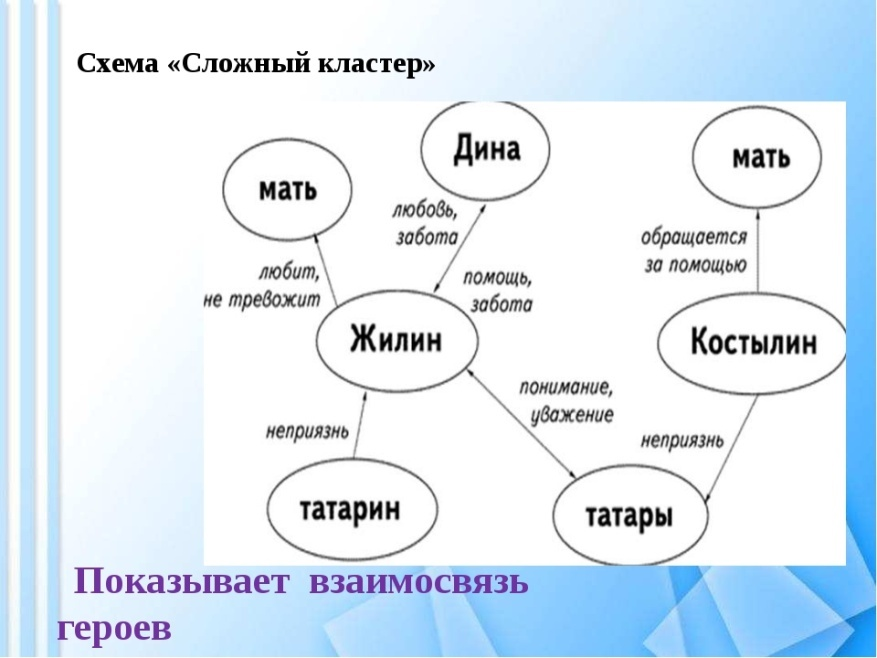 Схема «Сложный кластер»
Дина
мать
мать
любовь,
забота
обращается
за помощью
любит,
не тревожит
помощь,
забота
Жилин
Костылин
понимание,
уважение
неприязнь
неприязнь
татарин
татары
Показывает взаимосвязь
героев